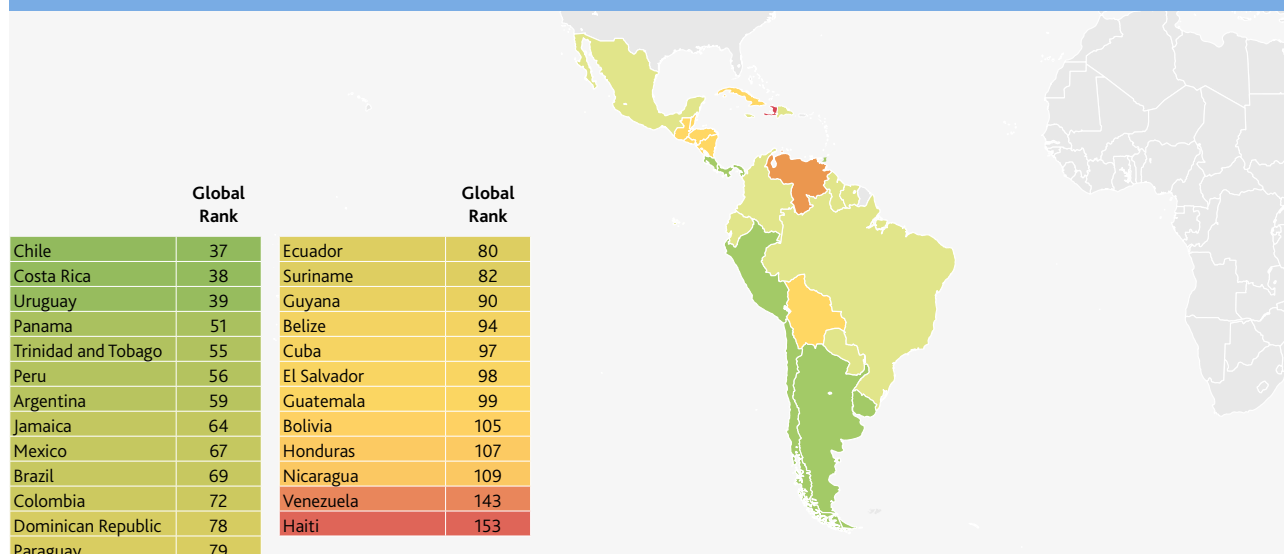 Global
Rank
Chile 37
Costa Rica 38
Uruguay 39
Panama 51
Trinidad and Tobago 55
Peru 56
Argentina 59
Jamaica 64
Mexico 67
Brazil 69
Colombia 72
Dominican Republic 78
Paraguay 79
Global
Rank
Ecuador 80
Suriname 82
Guyana 90
Belize 94
Cuba 97
El Salvador 98
Guatemala 99
Bolivia 105
Honduras 107
Nicaragua 109
Venezuela 143
Haiti 153